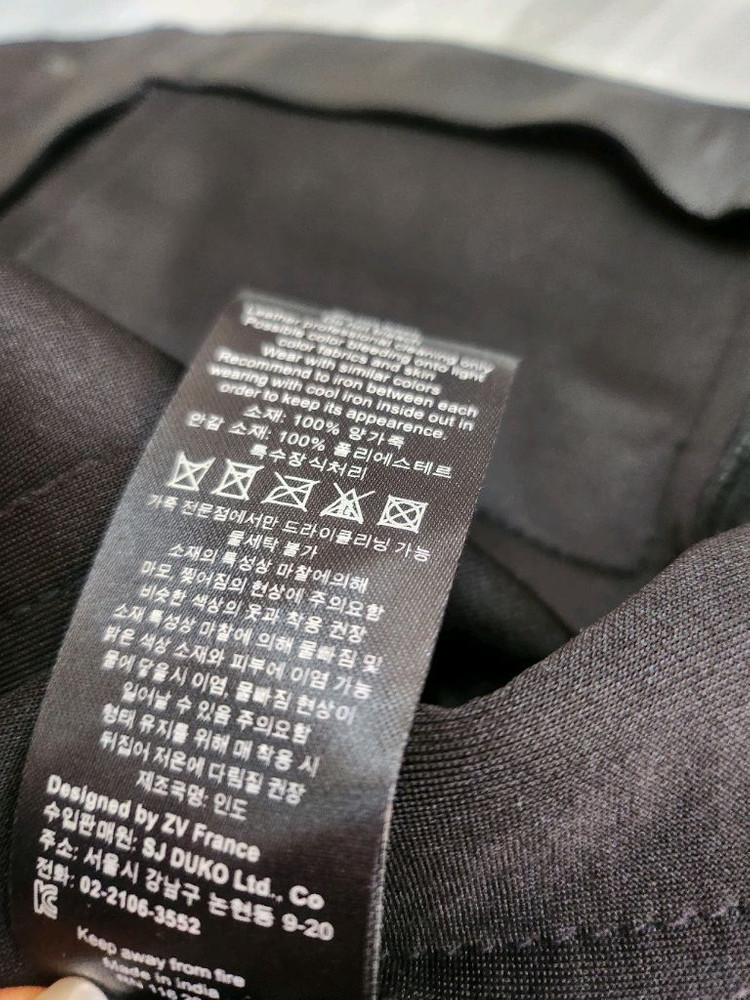 Leather professional cleaning only
Possible color bleeding onto light
color fabrics and skin.
Wear with similar colors
Recommend to iron between each
wearing with cool iron inside out in
order to keep its appearence.
소재: 100% 양가죽
안감 소재: 100% 폴리에스테르
특수장식처리
가죽 전문점에서만 드라이클리닝 가능
물세탁 불가
소재의 특성상 마찰에의해
마모, 찢어짐의 현상에 주의요함
비슷한 색상의 옷과 착용 권장
소재 특성상 마찰에 의해 물빠짐 및
밝은 색상 소재와 피부에 이염 가능
물에 닿을시 이염, 물빠짐 현상이
일어날 수 있음 주의요함
형태 유지를 위해 매 착용 시
뒤집어 저온에 다림질 권장
제조국명: 인도
Designed by ZV France
수입판매원: SJ DUKO Ltd., Co
주소: 서울시 강남구 논현동 9-20
전화: 02-2106-3552
Keep away from fire
Made in India